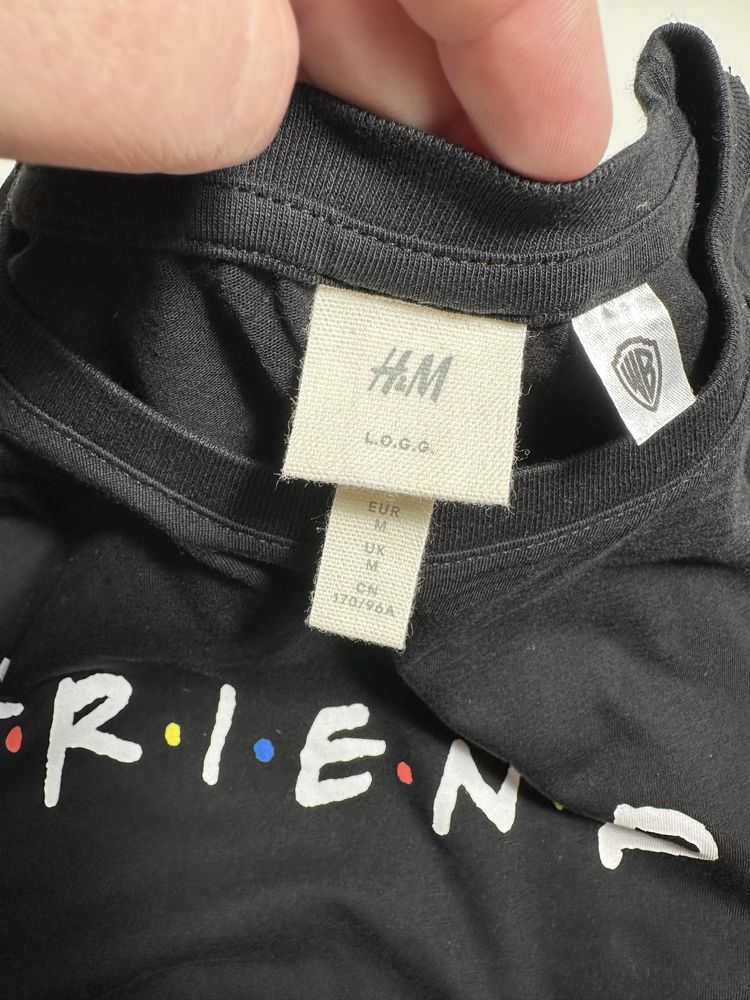 H&M
L.O.G.G.
WB
EUR
M
UK
M
CN
170/96A
R•I•E•N•D